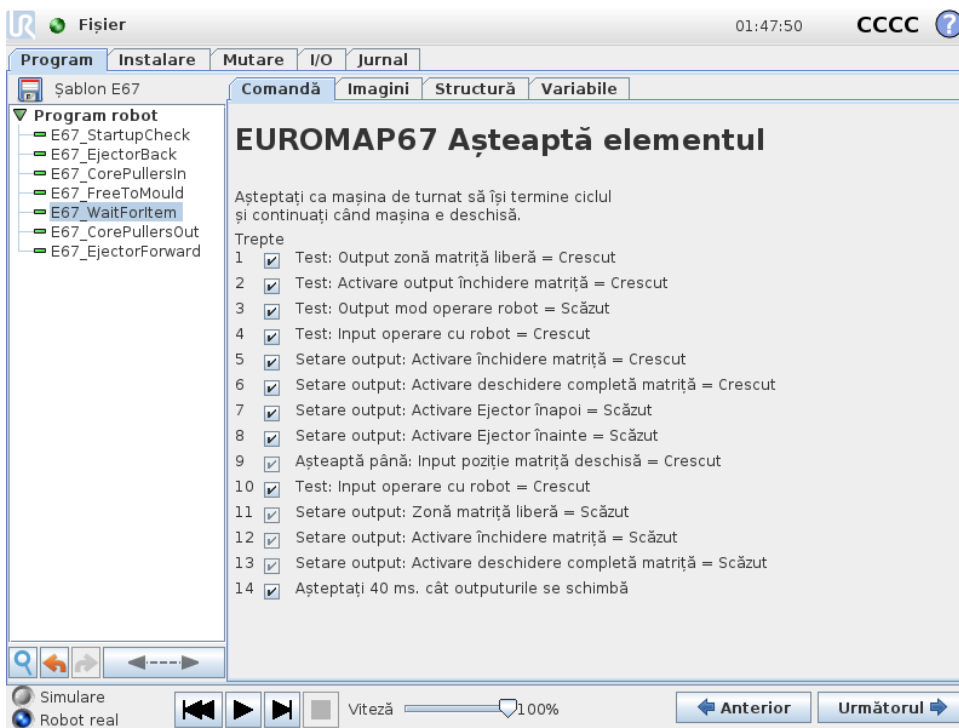 UR Fișier 01:47:50 CCCC ?
Program Instalare Mutare I/O Jurnal
Șablon E67
Comandă Imagini Structură Variabile
Program robot
E67_StartupCheck
E67_EjectorBack
E67_CorePullersIn
E67_FreeToMould
E67_WaitForItem
E67_CorePullersOut
E67_EjectorForward
EUROMAP67 Așteaptă elementul
Așteptați ca mașina de turnat să își termine ciclul
și continuați când mașina e deschisă.
Trepte
1 Test: Output zonă matriță liberă = Crescut
2 Test: Activare output închidere matriță = Crescut
3 Test: Output mod operare robot = Scăzut
4 Test: Input operare cu robot = Crescut
5 Setare output: Activare închidere matriță = Crescut
6 Setare output: Activare deschidere completă matriță = Crescut
7 Setare output: Activare Ejector înapoi = Scăzut
8 Setare output: Activare Ejector înainte = Scăzut
9 Așteaptă până: Input poziție matriță deschisă = Crescut
10 Test: Input operare cu robot = Crescut
11 Setare output: Zonă matriță liberă = Scăzut
12 Setare output: Activare închidere matriță = Scăzut
13 Setare output: Activare deschidere completă matriță = Scăzut
14 Așteptați 40 ms. cât outputurile se schimbă
Simulare
Robot real
Viteză 100%
Anterior Următorul